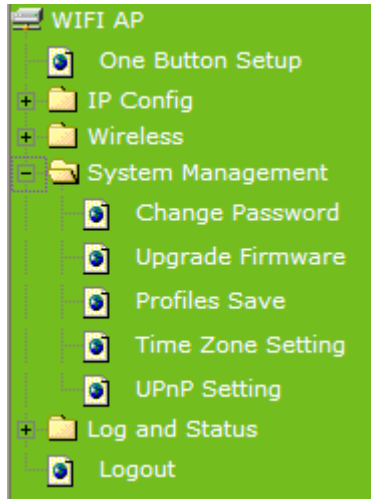 WIFI AP
One Button Setup
IP Config
Wireless
System Management
Change Password
Upgrade Firmware
Profiles Save
Time Zone Setting
UPnP Setting
Log and Status
Logout